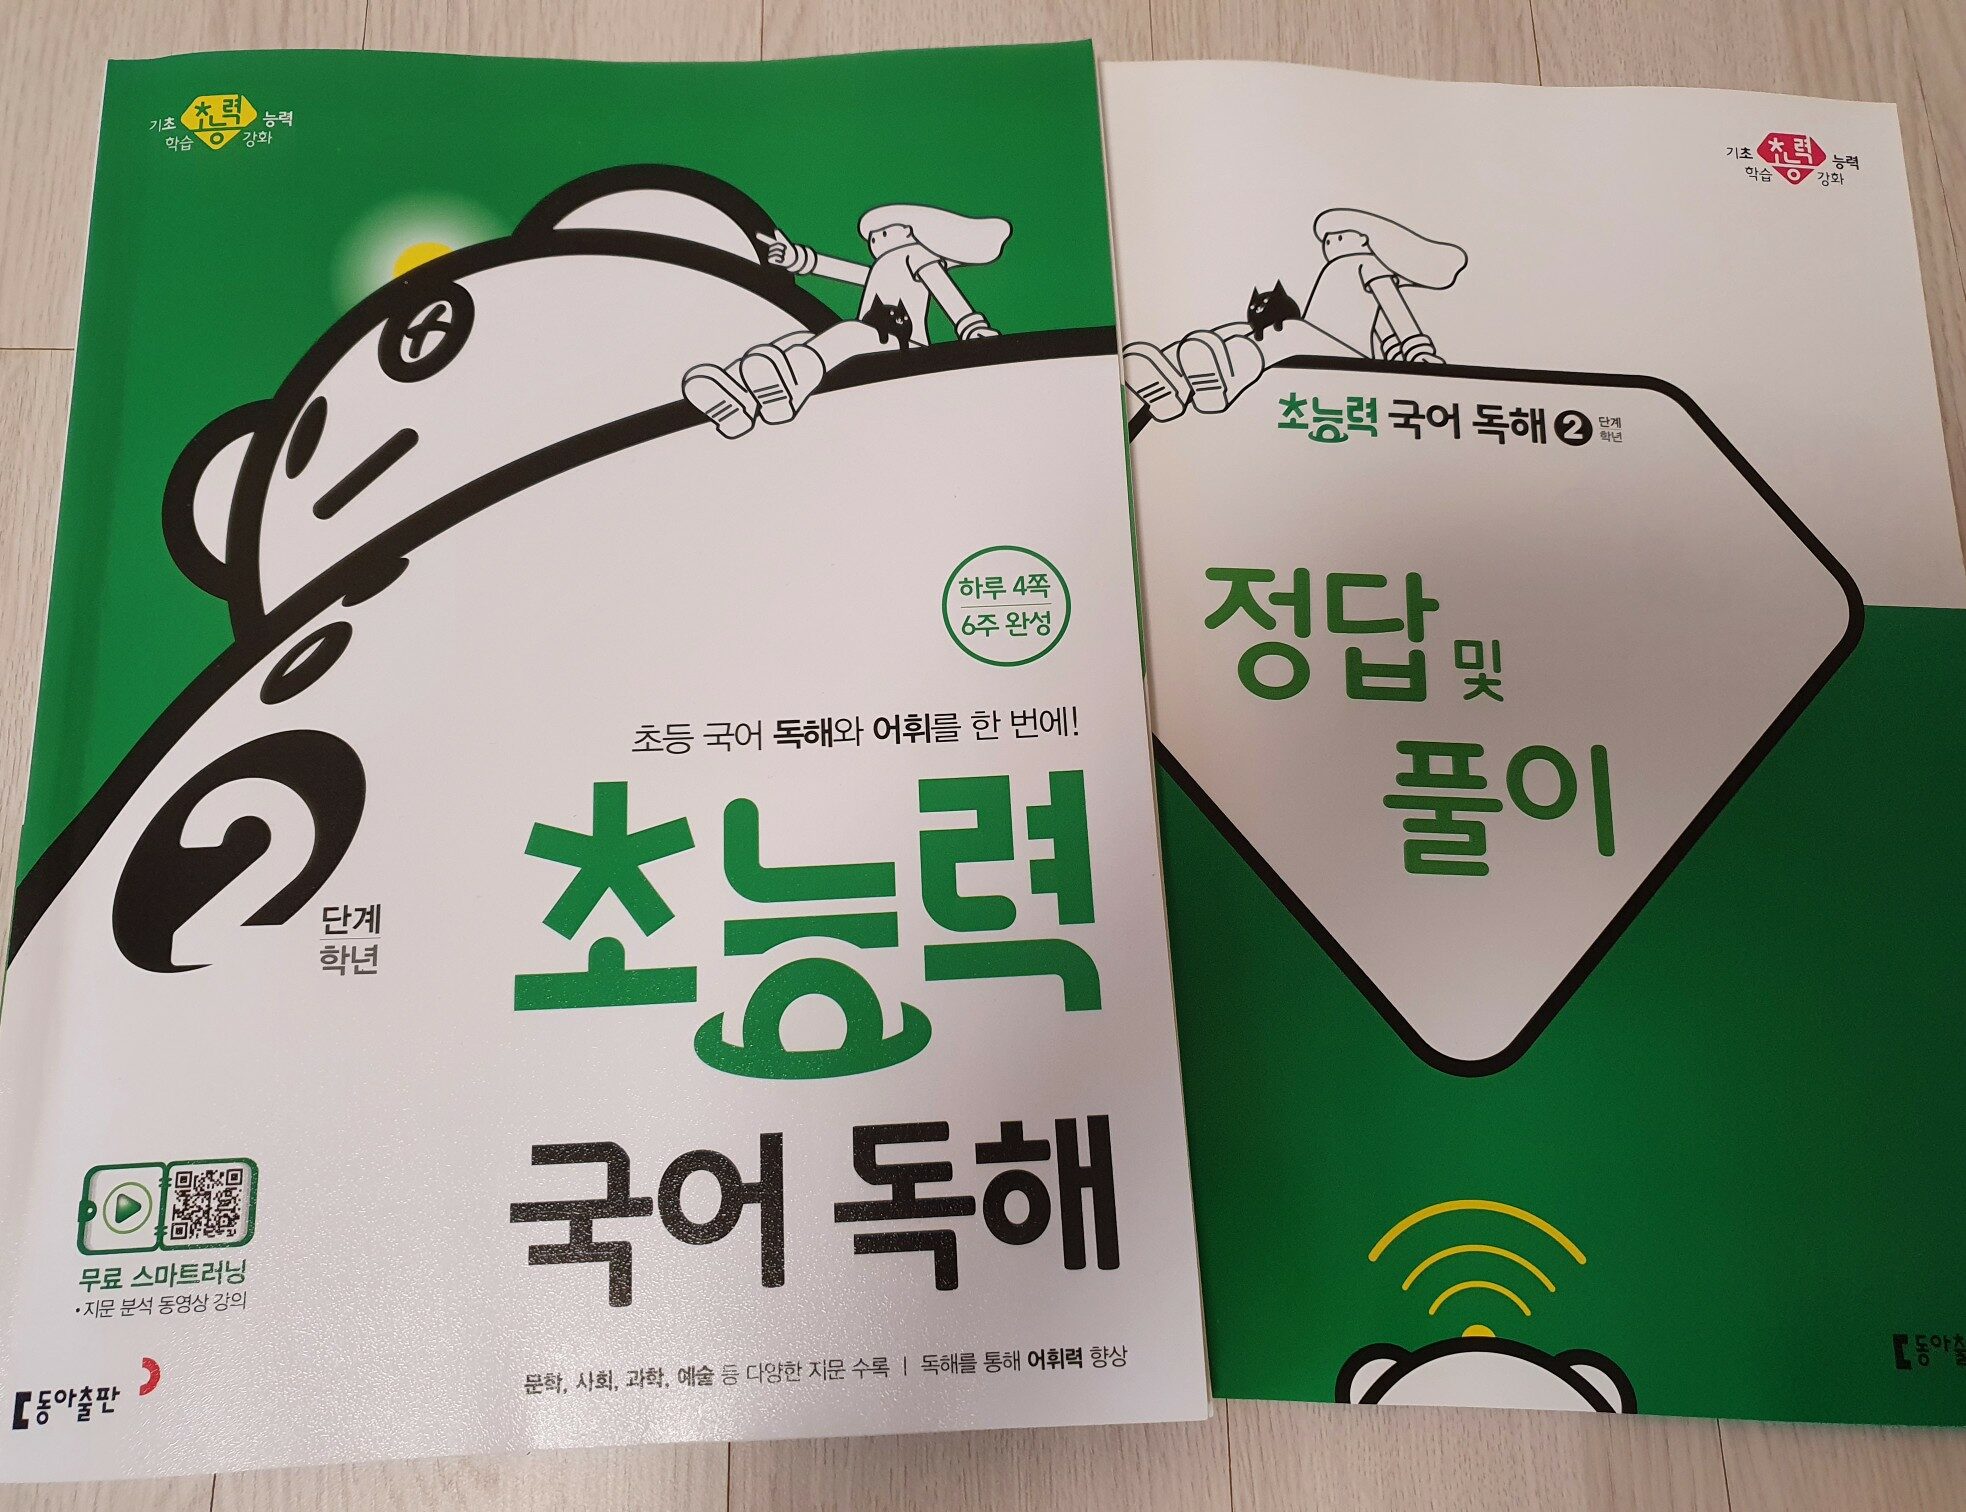 기초 초능력 능력
학습 강화
하루 4쪽
6주 완성
초등 국어 독해와 어휘를 한 번에!
초능력
2 단계
학년
국어 독해
무료 스마트러닝
• 지문 분석 동영상 강의
문학, 사회, 과학, 예술 등 다양한 지문 수록 | 독해를 통해 어휘력 향상
동아출판
기초 초능력 능력
학습 강화
초능력 국어 독해 2 단계
학년
정답 및
풀이
동아출